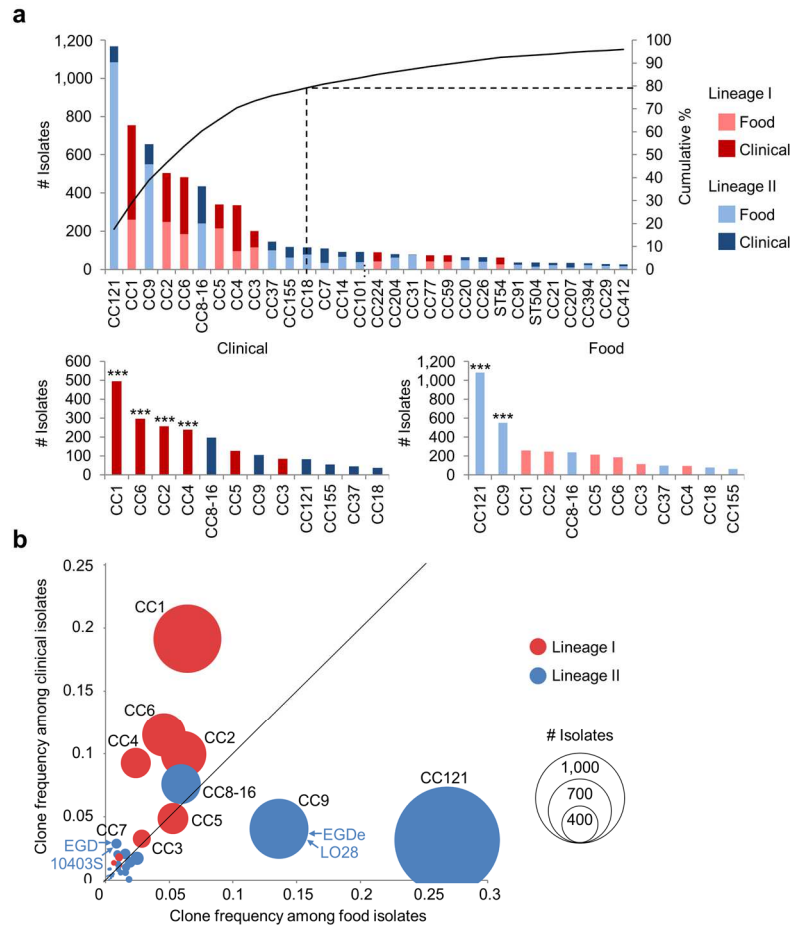 a
1,200
1,000
800
600
400
200
0
# Isolates
100
90
80
70
60
50
40
30
20
10
0
Cumulative %
Lineage I
Food
Clinical
Lineage II
Food
Clinical
CC121
CC1
CC9
CC2
CC6
CC8-16
CC5
CC4
CC3
CC37
CC155
CC18
CC7
CC14
CC101
CC224
CC204
CC31
CC77
CC59
CC20
CC26
ST54
CC91
ST504
CC21
CC207
CC394
CC29
CC412
Clinical
600
500
400
300
200
100
0
# Isolates
***
***
***
***
CC1
CC6
CC2
CC4
CC8-16
CC5
CC9
CC3
CC121
CC155
CC37
CC18
Food
1,200
1,000
800
600
400
200
0
# Isolates
***
***
CC121
CC9
CC1
CC2
CC8-16
CC5
CC6
CC3
CC37
CC4
CC18
CC155
b
0.25
0.2
0.15
0.1
0.05
0
Clone frequency among clinical isolates
CC1
CC6
CC4
CC2
CC8-16
CC5
CC9
CC121
CC7
CC3
EGD
10403S
EGDe
LO28
0
0.05
0.1
0.15
0.2
0.25
0.3
Clone frequency among food isolates
Lineage I
Lineage II
# Isolates
1,000
700
400